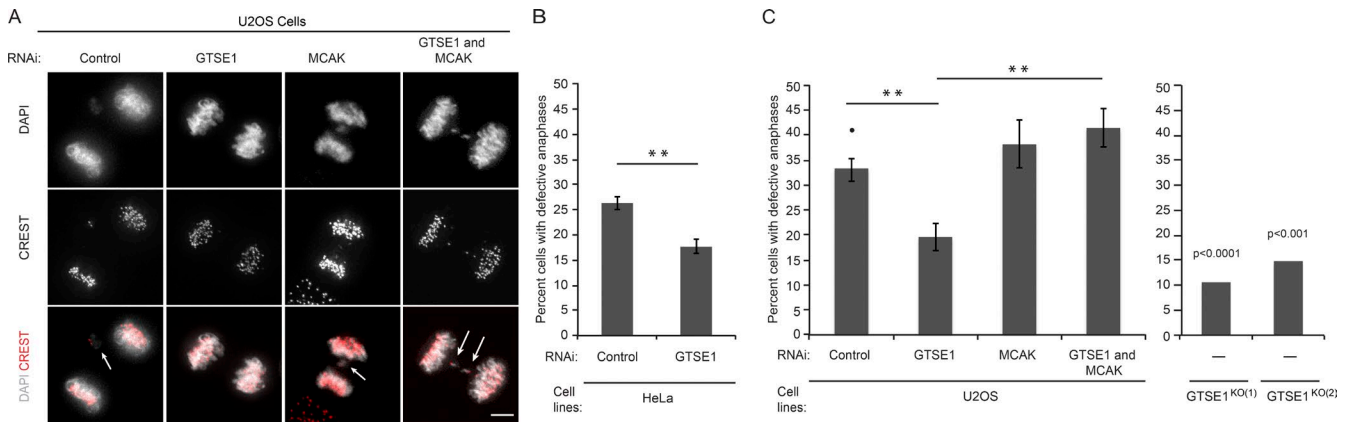 A
U2OS Cells
RNAi: Control GTSE1 MCAK GTSE1 and MCAK
DAPI
CREST
DAPI CREST
B
Percent cells with defective anaphases
50
45
40
35
30
25
20
15
10
5
0
**
RNAi: Control GTSE1
Cell lines: HeLa
C
Percent cells with defective anaphases
50
45
40
35
30
25
20
15
10
5
0
** **
RNAi: Control GTSE1 MCAK GTSE1 and MCAK
Cell lines: U2OS
50
45
40
35
30
25
20
15
10
5
0
p<0.0001
p<0.001
— —
GTSE1KO(1) GTSE1KO(2)